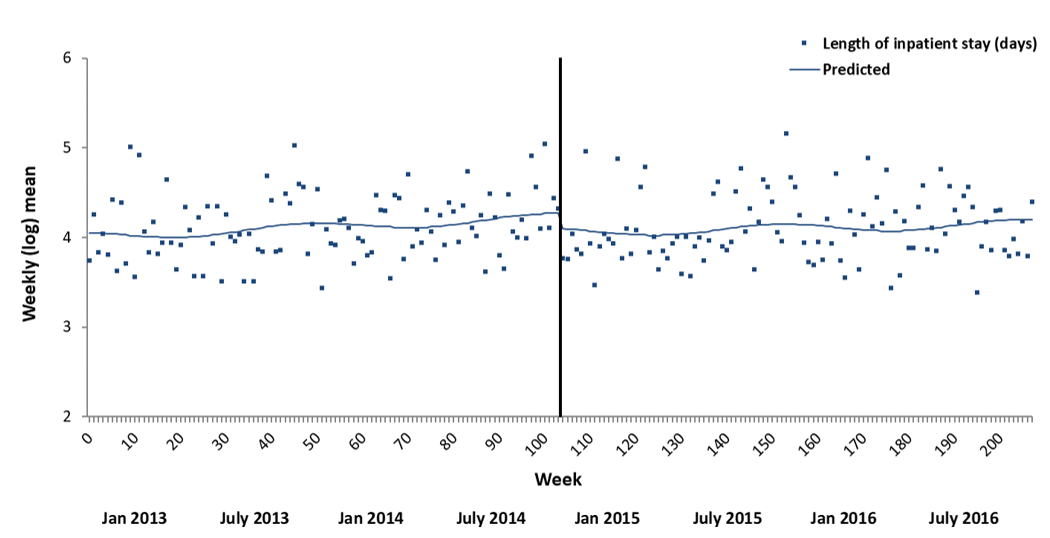 Length of inpatient stay (days)
Predicted
Weekly (log) mean
6
5
4
3
2
0 10 20 30 40 50 60 70 80 90 100 110 120 130 140 150 160 170 180 190 200
Week
Jan 2013 July 2013 Jan 2014 July 2014 Jan 2015 July 2015 Jan 2016 July 2016